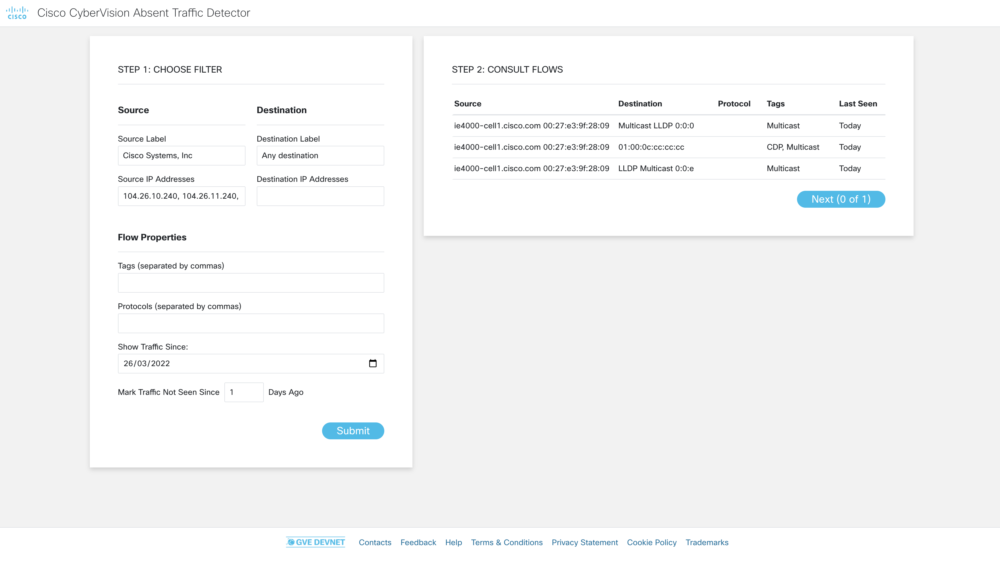 CISCO
Cisco CyberVision Absent Traffic Detector
STEP 1: CHOOSE FILTER
Source
Destination
Source Label
Destination Label
Cisco Systems, Inc
Any destination
Source IP Addresses
Destination IP Addresses
104.26.10.240, 104.26.11.240,
Flow Properties
Tags (separated by commas)
Protocols (separated by commas)
Show Traffic Since:
26/03/2022
Mark Traffic Not Seen Since 1 Days Ago
Submit
STEP 2: CONSULT FLOWS
Source Destination Protocol Tags Last Seen
ie4000-cell1.cisco.com 00:27:e3:9f:28:09 Multicast LLDP 0:0:0 Multicast Today
ie4000-cell1.cisco.com 00:27:e3:9f:28:09 01:00:0c:cc:cc:cc CDP, Multicast Today
ie4000-cell1.cisco.com 00:27:e3:9f:28:09 LLDP Multicast 0:0:e Multicast Today
Next (0 of 1)
GVE DEVNET Contacts Feedback Help Terms & Conditions Privacy Statement Cookie Policy Trademarks